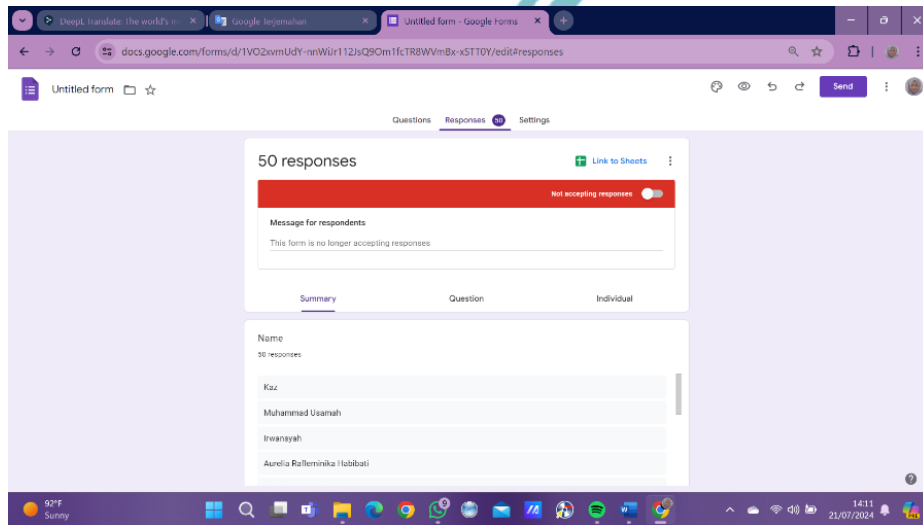 DeepL Translate: The world's m
Google Terjemahan
Untitled form - Google Forms
docs.google.com/forms/d/1VO2xvmUdY-nnWiJr112JsQ9Om1fcTR8WVmBx-xSTT0Y/edit#responses
Untitled form
Send
Questions Responses 50 Settings
50 responses
Link to Sheets
Not accepting responses
Message for respondents
This form is no longer accepting responses
Summary Question Individual
Name
50 responses
Kaz
Muhammad Usamah
Irwansyah
Aurelia Rafleminika Habibati
92°F
Sunny
14:11
21/07/2024